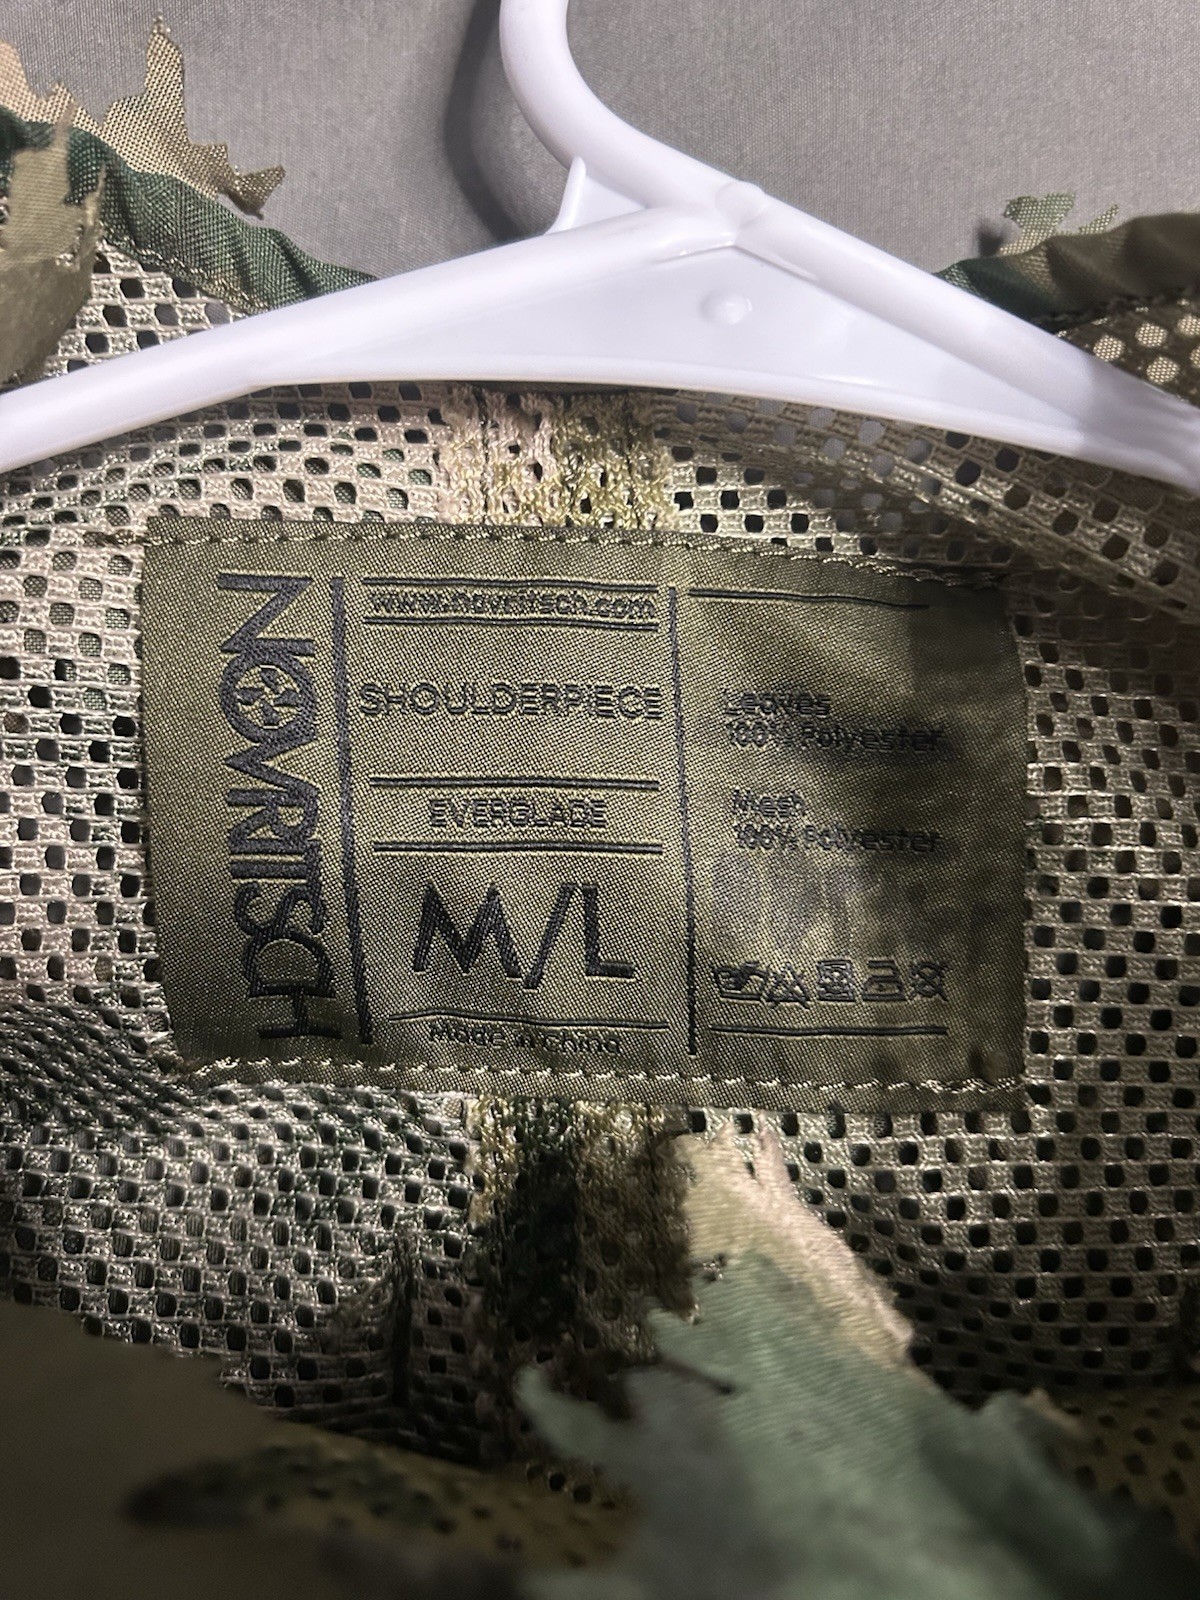 NOVRITSCH
www.novritsch.com
SHOULDERPIECE
EVERGLADE
M/L
Made in China
Leaves
100% Polyester
Mesh
100% Polyester